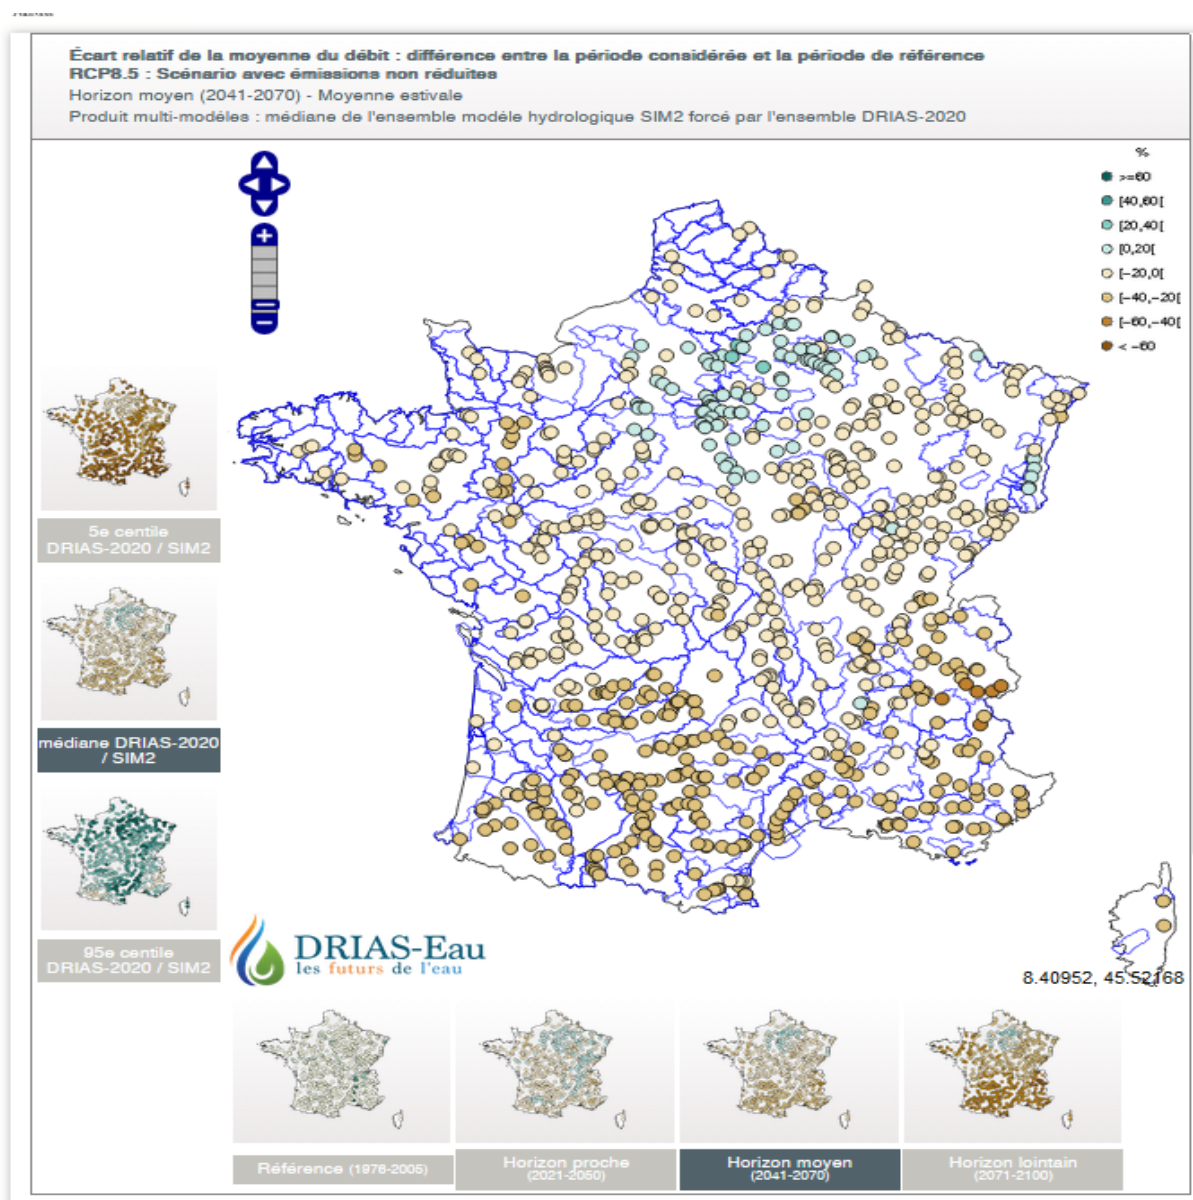 Écart relatif de la moyenne du débit : différence entre la période considérée et la période de référence
RCP8.5 : Scénario avec émissions non réduites
Horizon moyen (2041-2070) - Moyenne estivale
Produit multi-modèles : médiane de l'ensemble modèle hydrologique SIM2 forcé par l'ensemble DRIAS-2020
%
>=60
[40,60[
[20,40[
[0,20[
[-20,0[
[-40,-20[
[-60,-40[
< -60
5e centile
DRIAS-2020 / SIM2
médiane DRIAS-2020
/ SIM2
95e centile
DRIAS-2020 / SIM2
DRIAS-Eau
les futurs de l'eau
8.40952, 45.52168
Référence (1976-2005)
Horizon proche
(2021-2050)
Horizon moyen
(2041-2070)
Horizon lointain
(2071-2100)